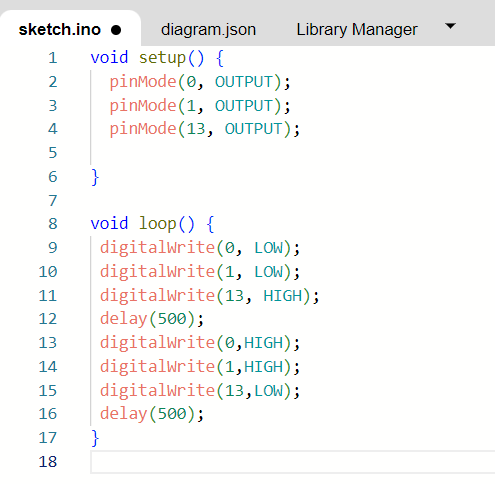 sketch.ino ● diagram.json Library Manager
1 void setup() {
2   pinMode(0, OUTPUT);
3   pinMode(1, OUTPUT);
4   pinMode(13, OUTPUT);
5
6 }
7
8 void loop() {
9  digitalWrite(0, LOW);
10  digitalWrite(1, LOW);
11  digitalWrite(13, HIGH);
12  delay(500);
13  digitalWrite(0,HIGH);
14  digitalWrite(1,HIGH);
15  digitalWrite(13,LOW);
16  delay(500);
17 }
18